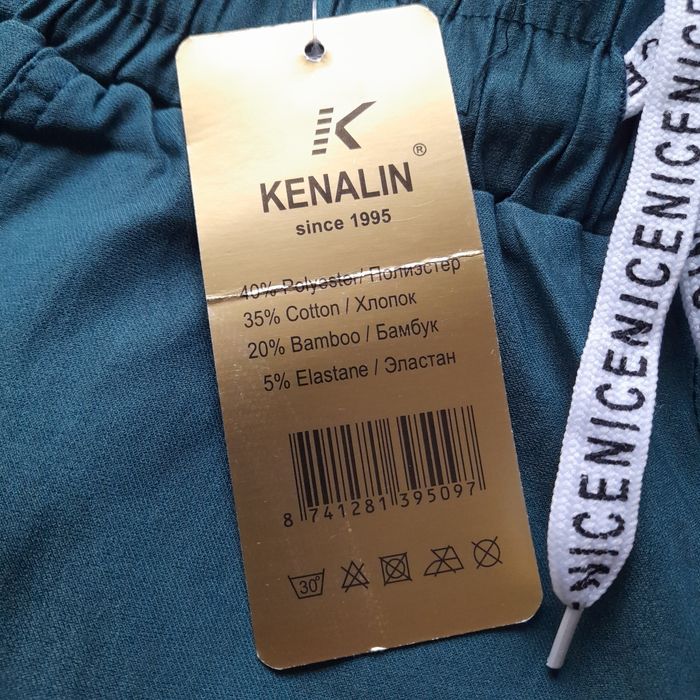 K
KENALIN®
since 1995
40% Polyester / Полиэстер
35% Cotton / Хлопок
20% Bamboo / Бамбук
5% Elastane / Эластан
8 741281 395097
30°
NICENICENICENICE